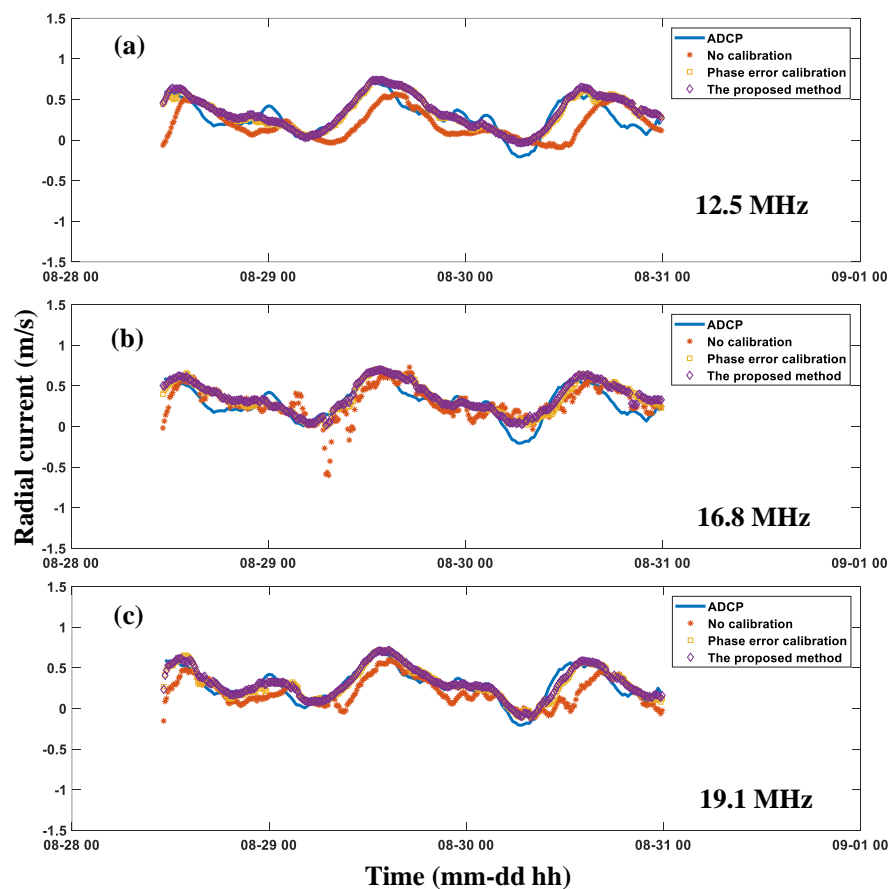 (a)
ADCP
No calibration
Phase error calibration
The proposed method
1.5
1
0.5
0
-0.5
-1
-1.5
12.5 MHz
08-28 00
08-29 00
08-30 00
08-31 00
09-01 00
Radial current (m/s)
(b)
ADCP
No calibration
Phase error calibration
The proposed method
1.5
1
0.5
0
-0.5
-1
-1.5
16.8 MHz
08-28 00
08-29 00
08-30 00
08-31 00
09-01 00
(c)
ADCP
No calibration
Phase error calibration
The proposed method
1.5
1
0.5
0
-0.5
-1
-1.5
19.1 MHz
08-28 00
08-29 00
08-30 00
08-31 00
09-01 00
Time (mm-dd hh)